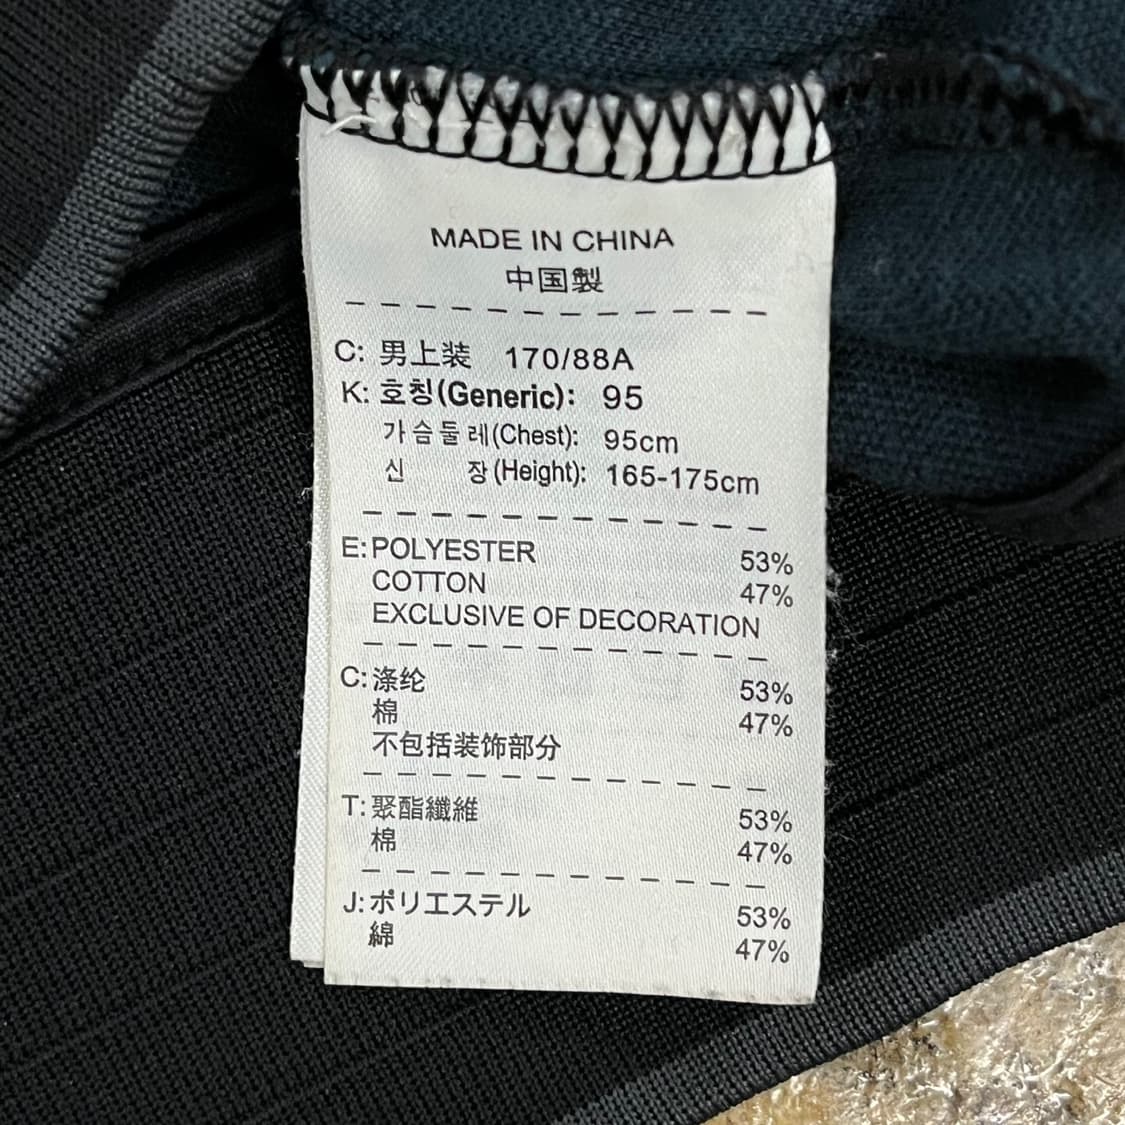 MADE IN CHINA
中国製
C: 男上装 170/88A
K: 호칭(Generic): 95
가슴둘레(Chest): 95cm
신 장(Height): 165-175cm
E: POLYESTER 53%
COTTON 47%
EXCLUSIVE OF DECORATION
C: 涤纶 53%
棉 47%
不包括装饰部分
T: 聚酯纖維 53%
棉 47%
J: ポリエステル 53%
綿 47%